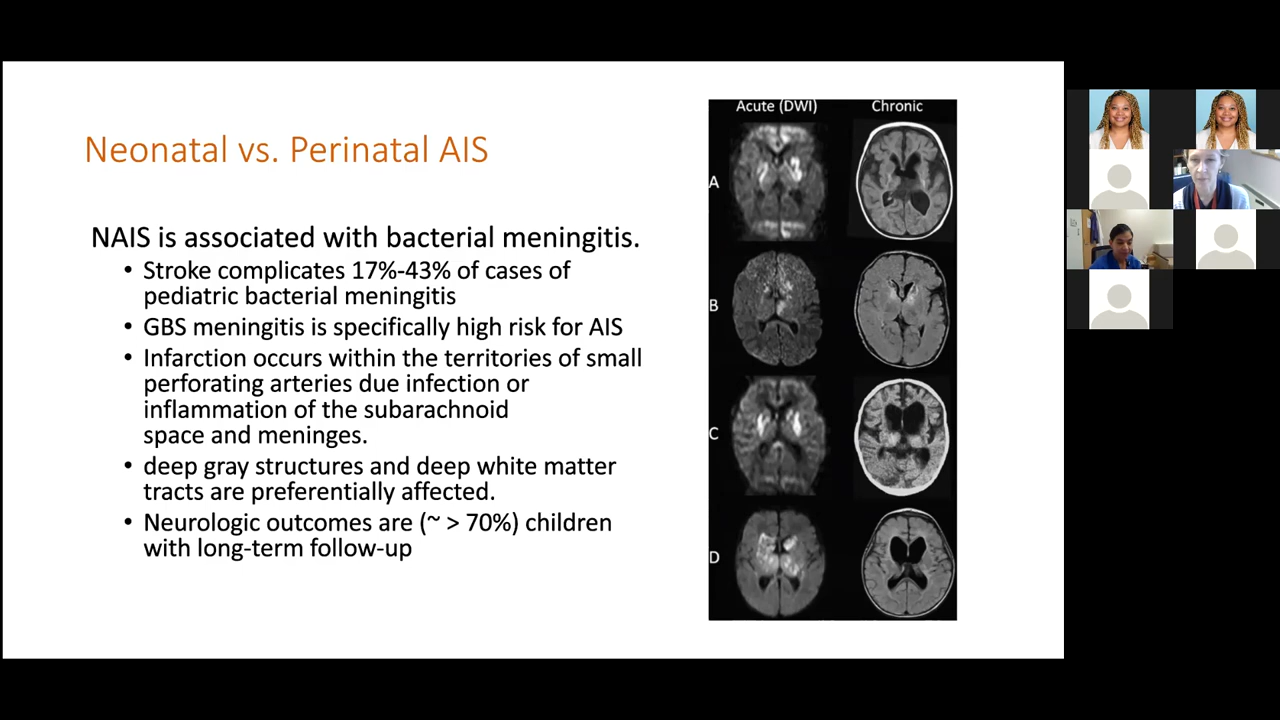 Neonatal vs. Perinatal AIS
NAIS is associated with bacterial meningitis.
• Stroke complicates 17%-43% of cases of
pediatric bacterial meningitis
• GBS meningitis is specifically high risk for AIS
• Infarction occurs within the territories of small
perforating arteries due infection or
inflammation of the subarachnoid
space and meninges.
• deep gray structures and deep white matter
tracts are preferentially affected.
• Neurologic outcomes are (~ > 70%) children
with long-term follow-up
Acute (DWI) Chronic
A
B
C
D